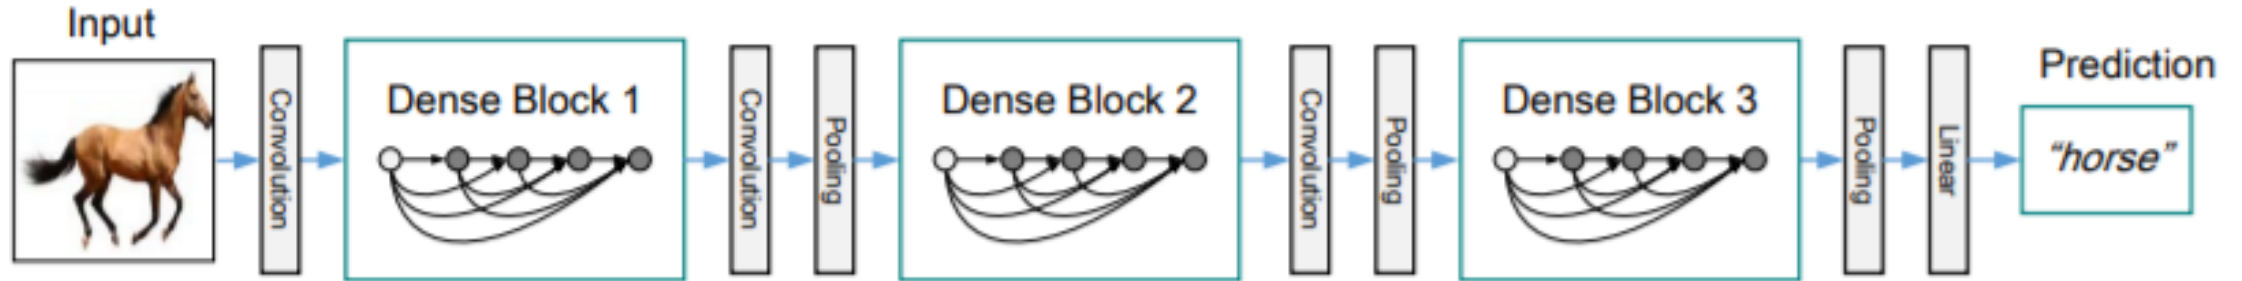 Input
Convolution
Dense Block 1
Convolution
Pooling
Dense Block 2
Convolution
Pooling
Dense Block 3
Pooling
Linear
Prediction
“horse”